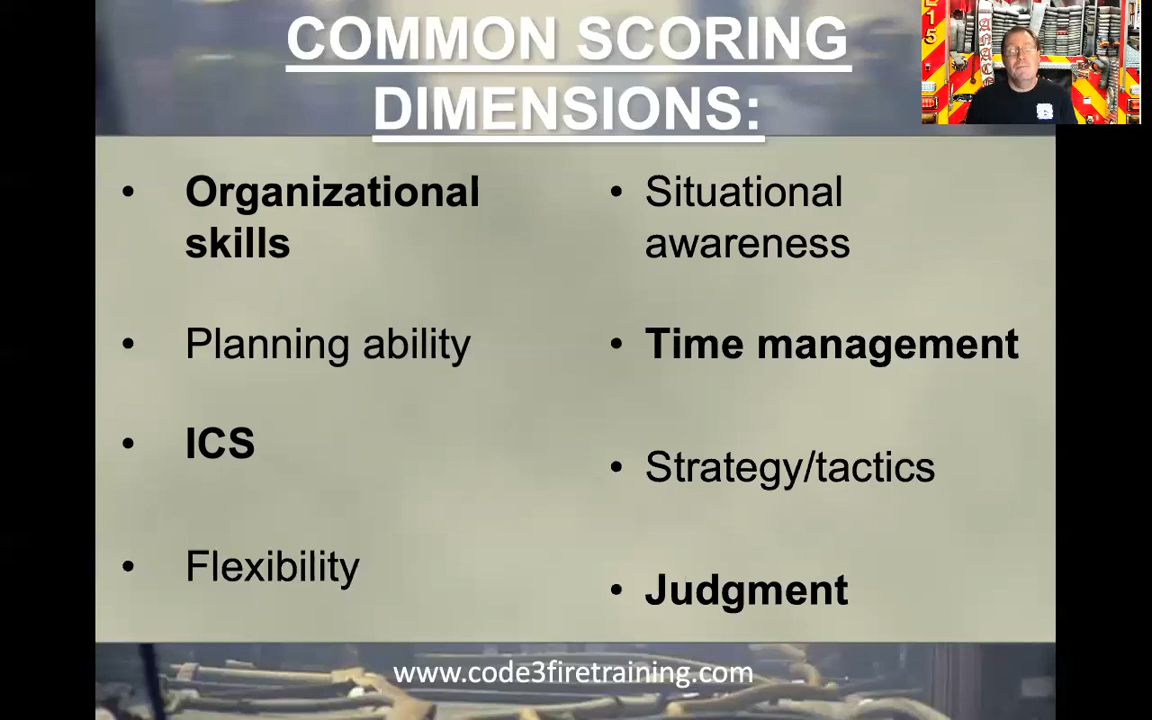 COMMON SCORING
DIMENSIONS:
• Organizational
skills
• Planning ability
• ICS
• Flexibility
• Situational
awareness
• Time management
• Strategy/tactics
• Judgment
www.code3firetraining.com
15